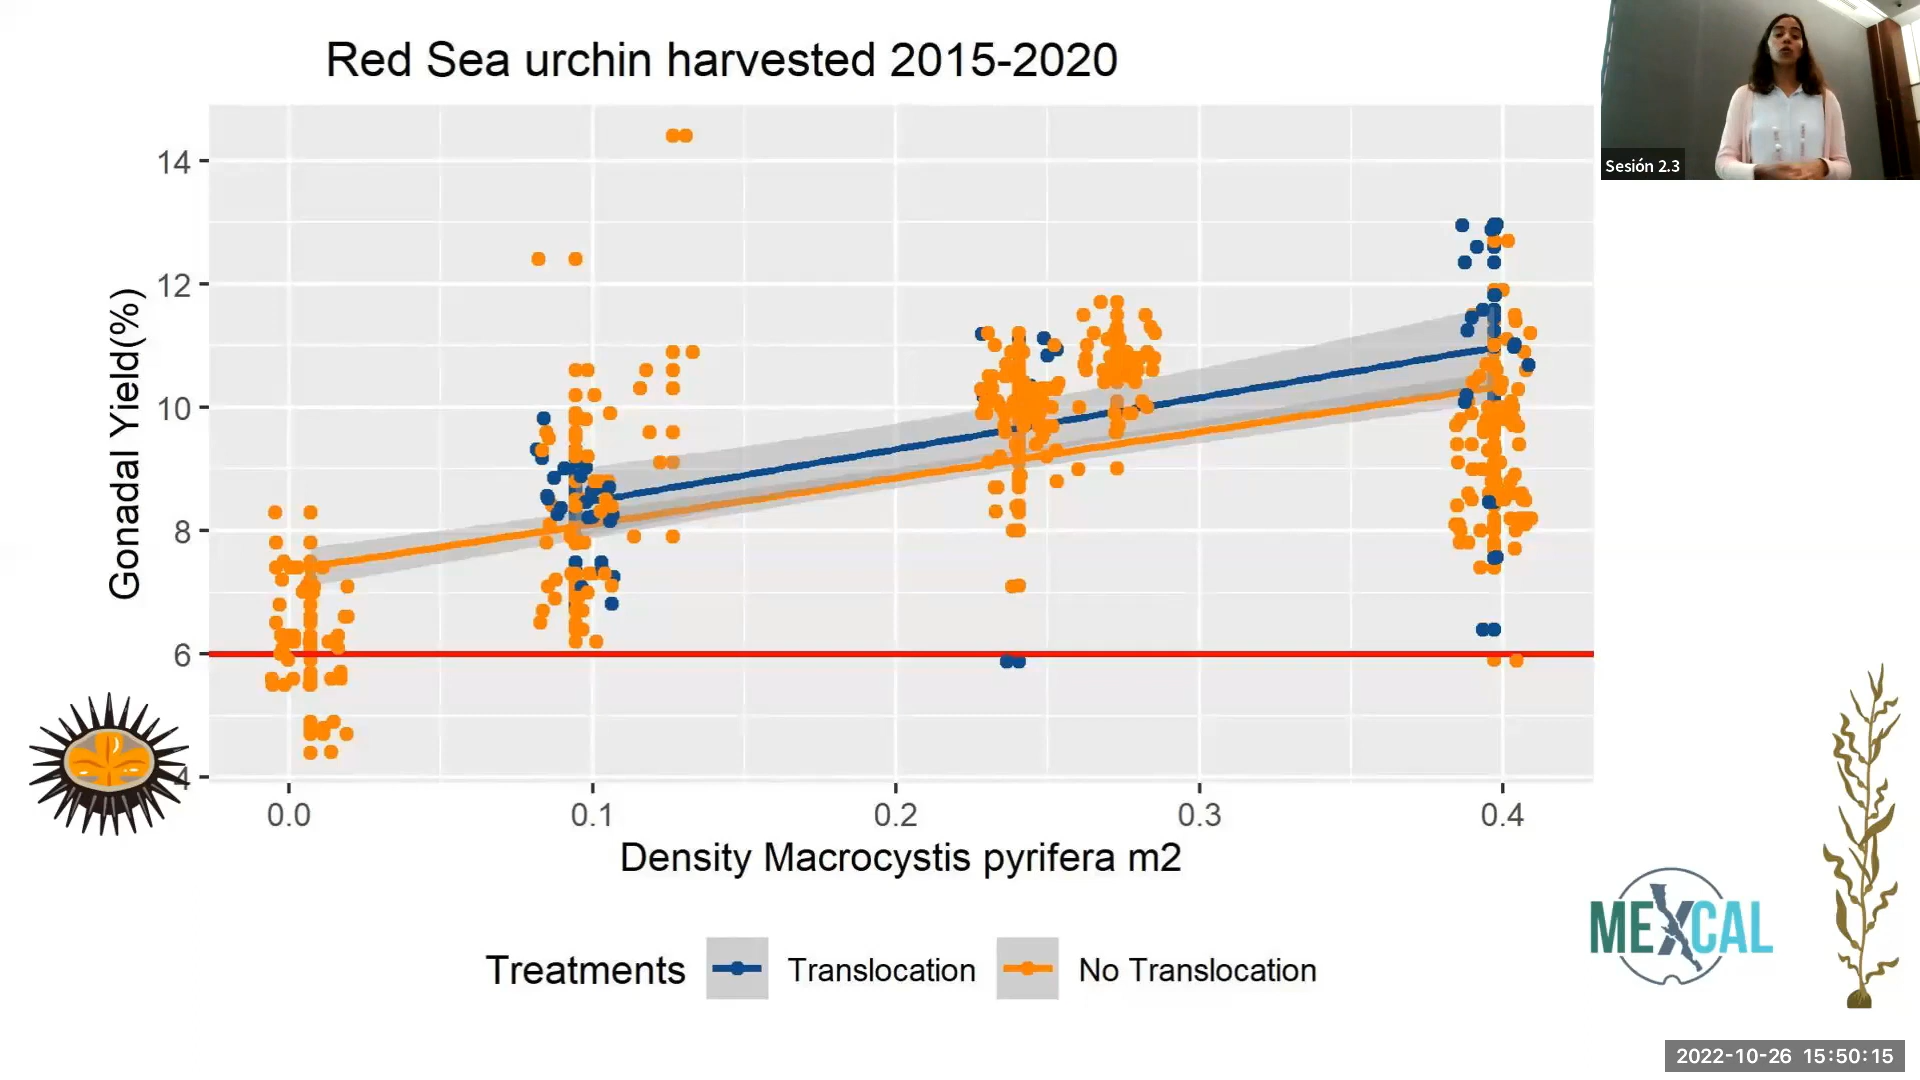 Red Sea urchin harvested 2015-2020
Sesión 2.3
14
12
10
8
6
4
Gonadal Yield(%)
0.0 0.1 0.2 0.3 0.4
Density Macrocystis pyrifera m2
Treatments Translocation No Translocation
MEXCAL
2022-10-26 15:50:15